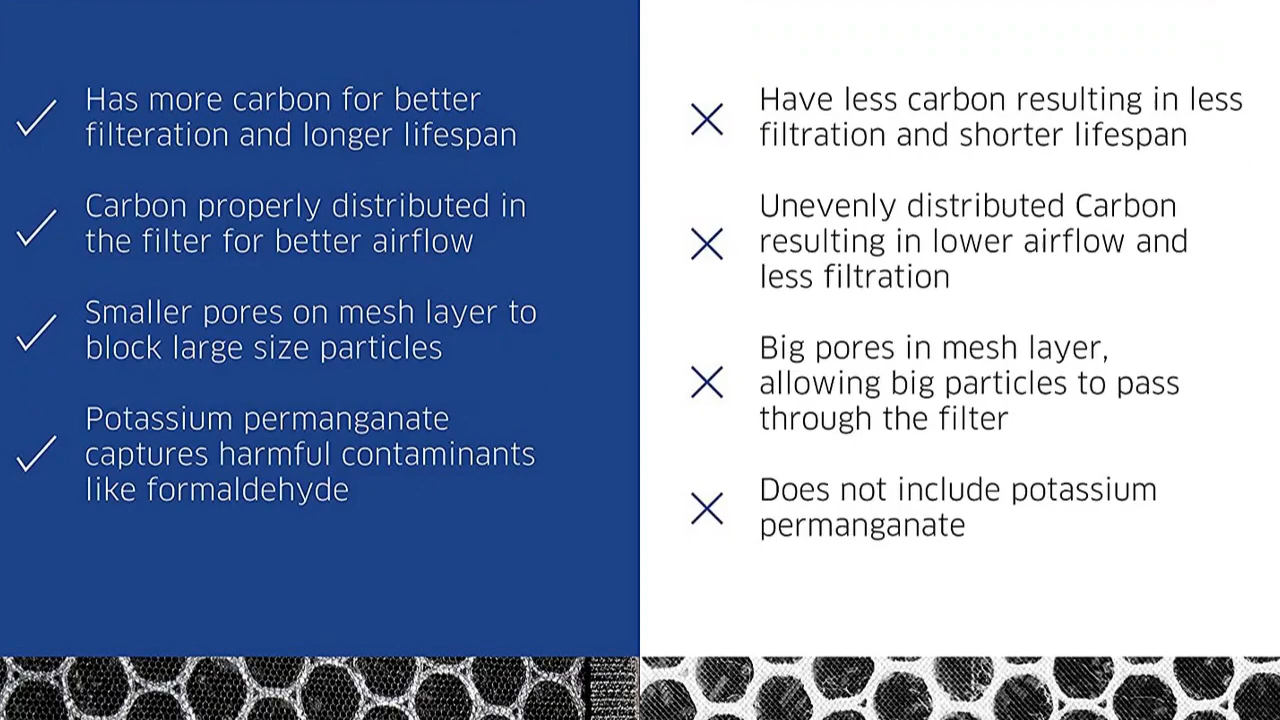 Has more carbon for better
filteration and longer lifespan
Carbon properly distributed in
the filter for better airflow
Smaller pores on mesh layer to
block large size particles
Potassium permanganate
captures harmful contaminants
like formaldehyde
Have less carbon resulting in less
filtration and shorter lifespan
Unevenly distributed Carbon
resulting in lower airflow and
less filtration
Big pores in mesh layer,
allowing big particles to pass
through the filter
Does not include potassium
permanganate